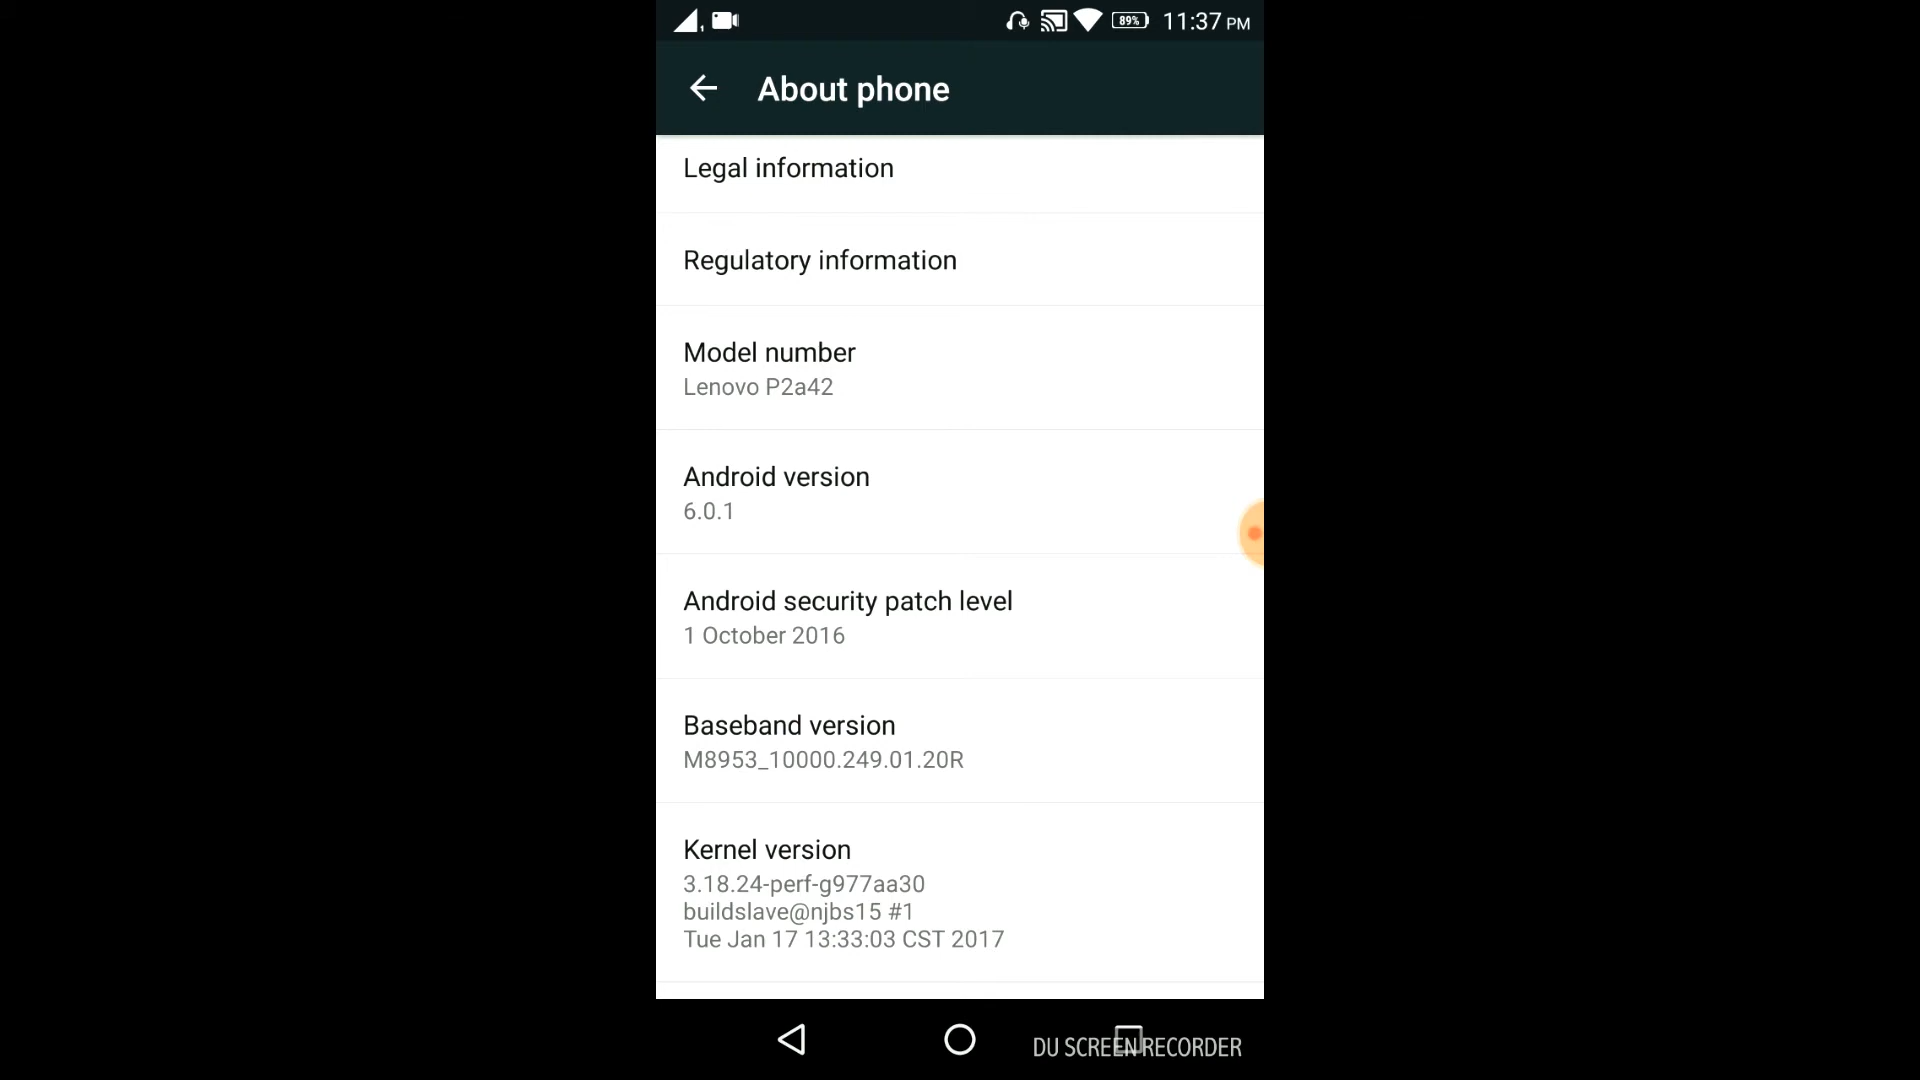 89% 11:37 PM
About phone
Legal information
Regulatory information
Model number
Lenovo P2a42
Android version
6.0.1
Android security patch level
1 October 2016
Baseband version
M8953_10000.249.01.20R
Kernel version
3.18.24-perf-g977aa30
buildslave@njbs15 #1
Tue Jan 17 13:33:03 CST 2017
DU SCREEN RECORDER